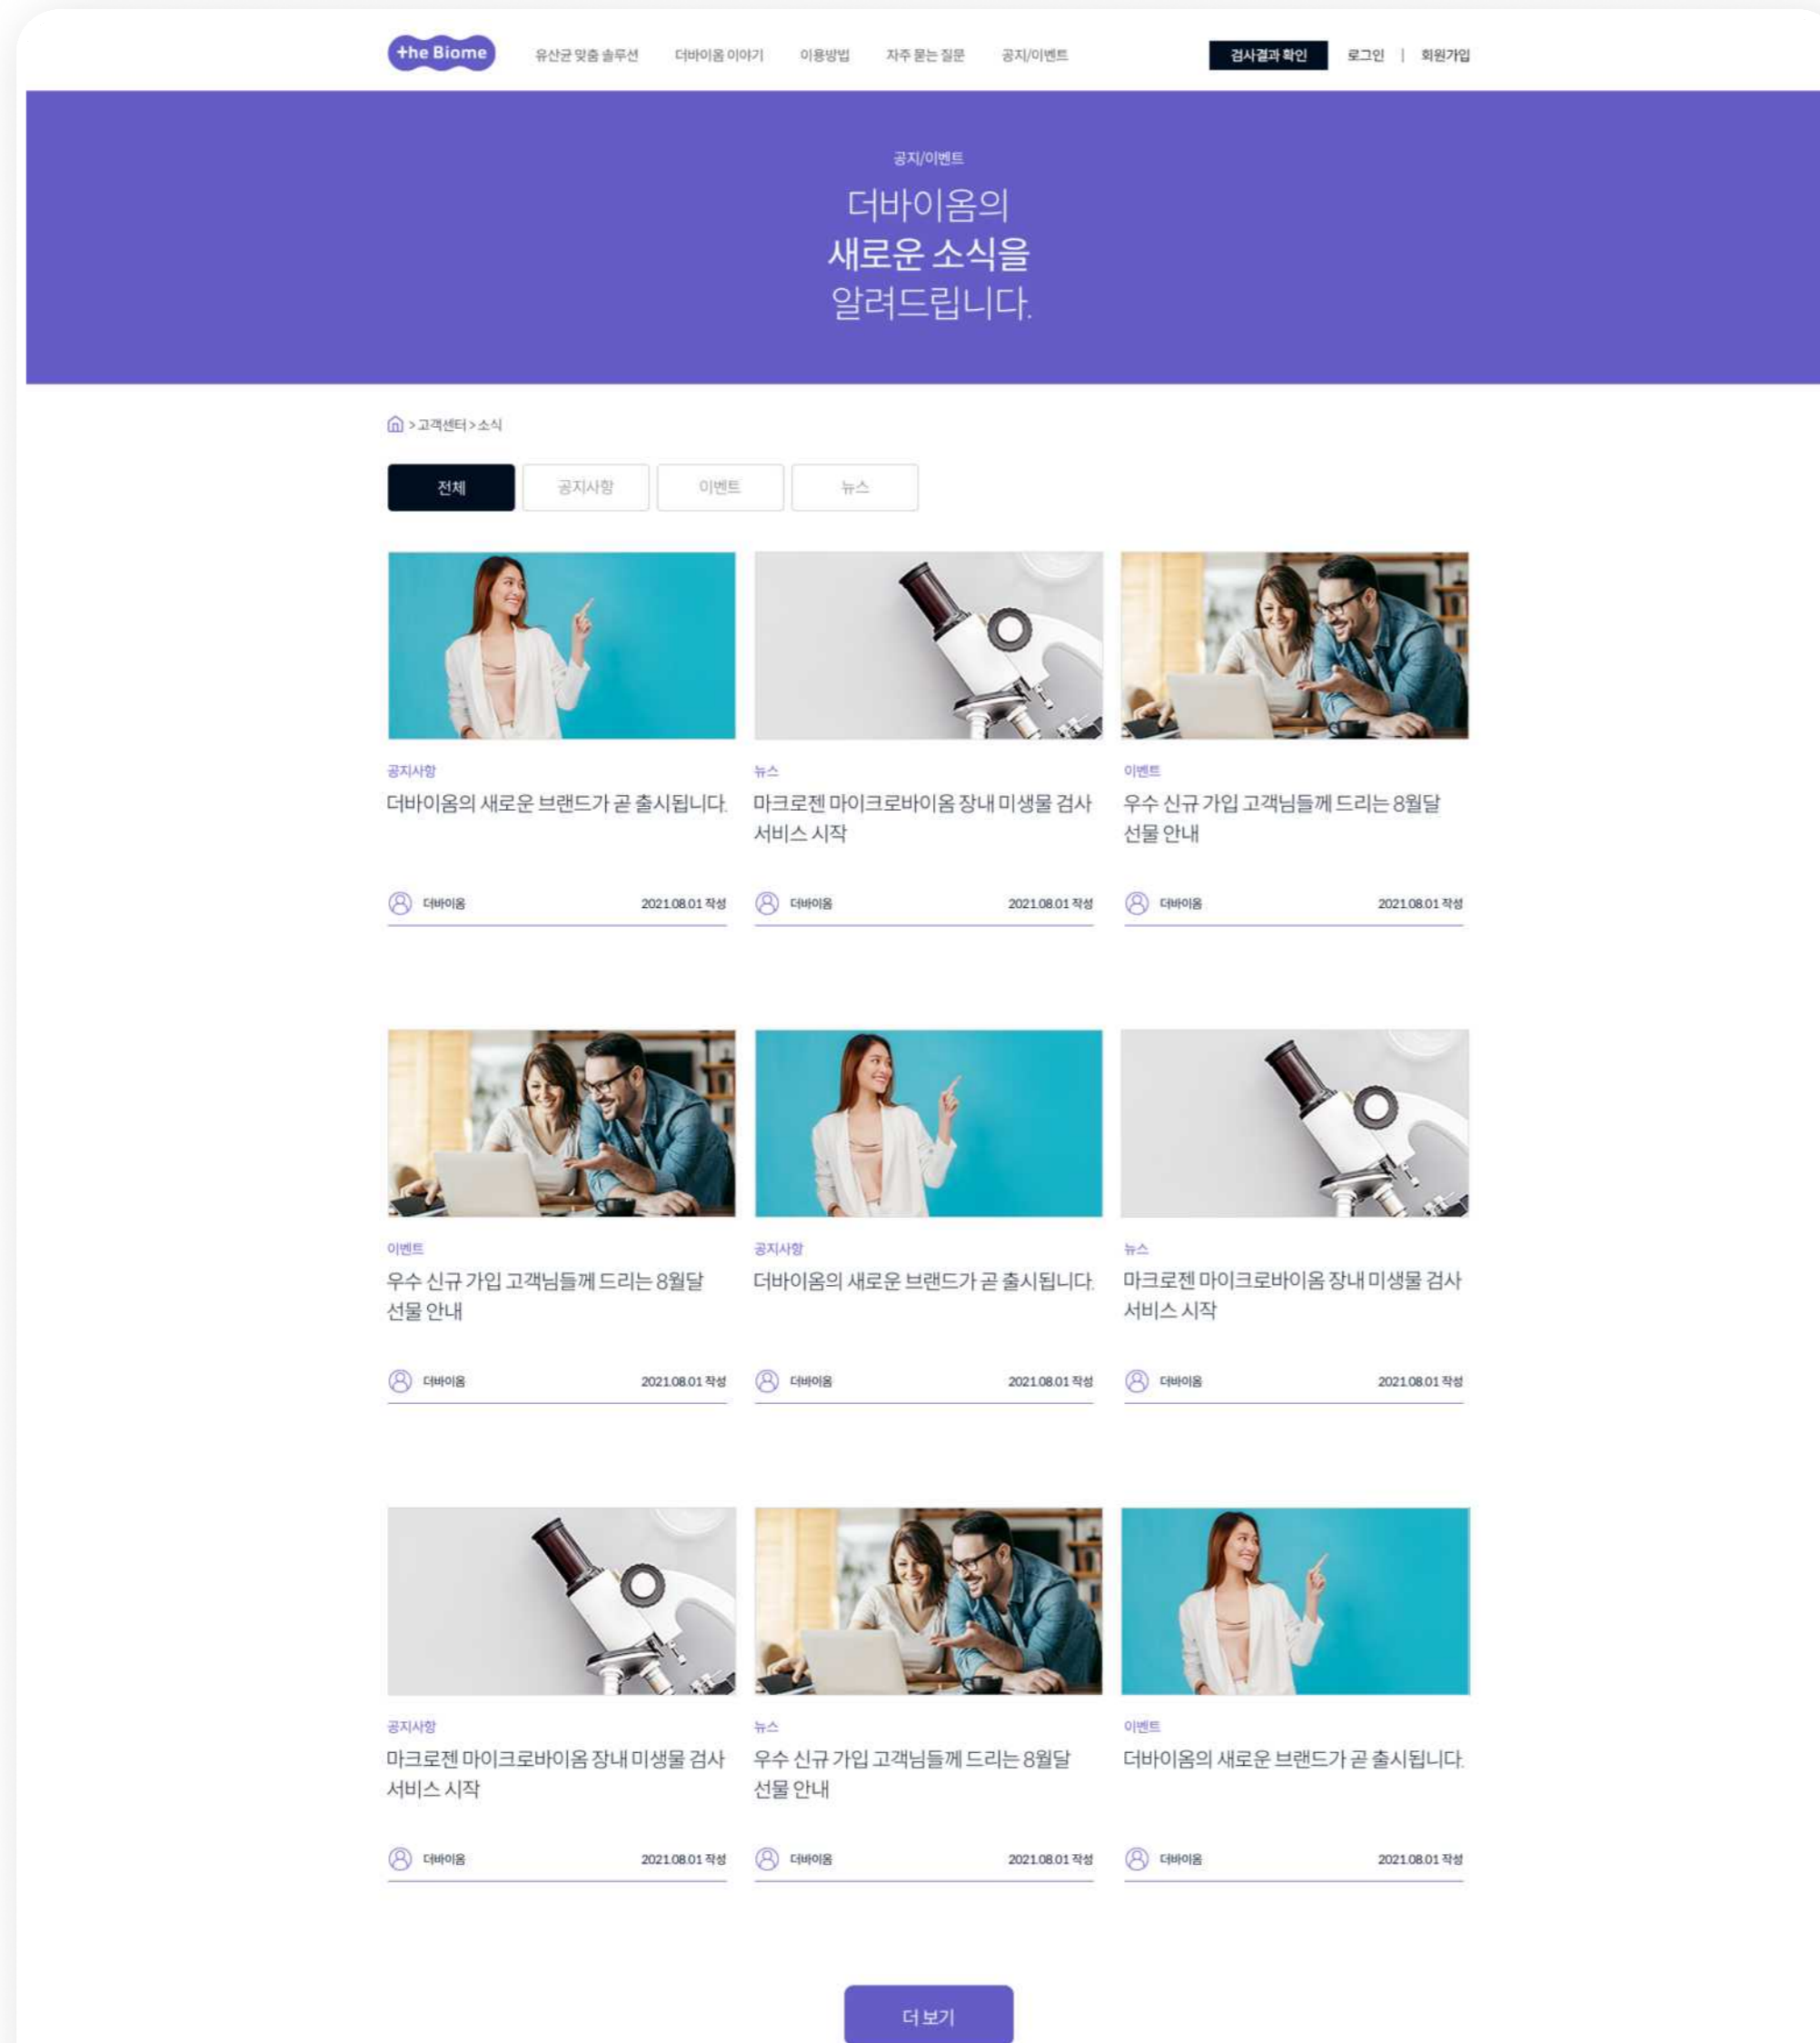 the Biome 유산균 맞춤 솔루션 더바이옴 이야기 이용방법 자주 묻는 질문 공지/이벤트 검사결과 확인 로그인 | 회원가입
공지/이벤트
더바이옴의
새로운 소식을
알려드립니다.
> 고객센터 > 소식
전체 공지사항 이벤트 뉴스
공지사항
더바이옴의 새로운 브랜드가 곧 출시됩니다.
더바이옴 2021.08.01 작성
뉴스
마크로젠 마이크로바이옴 장내 미생물 검사
서비스 시작
더바이옴 2021.08.01 작성
이벤트
우수 신규 가입 고객님들께 드리는 8월달
선물 안내
더바이옴 2021.08.01 작성
이벤트
우수 신규 가입 고객님들께 드리는 8월달
선물 안내
더바이옴 2021.08.01 작성
공지사항
더바이옴의 새로운 브랜드가 곧 출시됩니다.
더바이옴 2021.08.01 작성
뉴스
마크로젠 마이크로바이옴 장내 미생물 검사
서비스 시작
더바이옴 2021.08.01 작성
공지사항
마크로젠 마이크로바이옴 장내 미생물 검사
서비스 시작
더바이옴 2021.08.01 작성
뉴스
우수 신규 가입 고객님들께 드리는 8월달
선물 안내
더바이옴 2021.08.01 작성
이벤트
더바이옴의 새로운 브랜드가 곧 출시됩니다.
더바이옴 2021.08.01 작성
더 보기